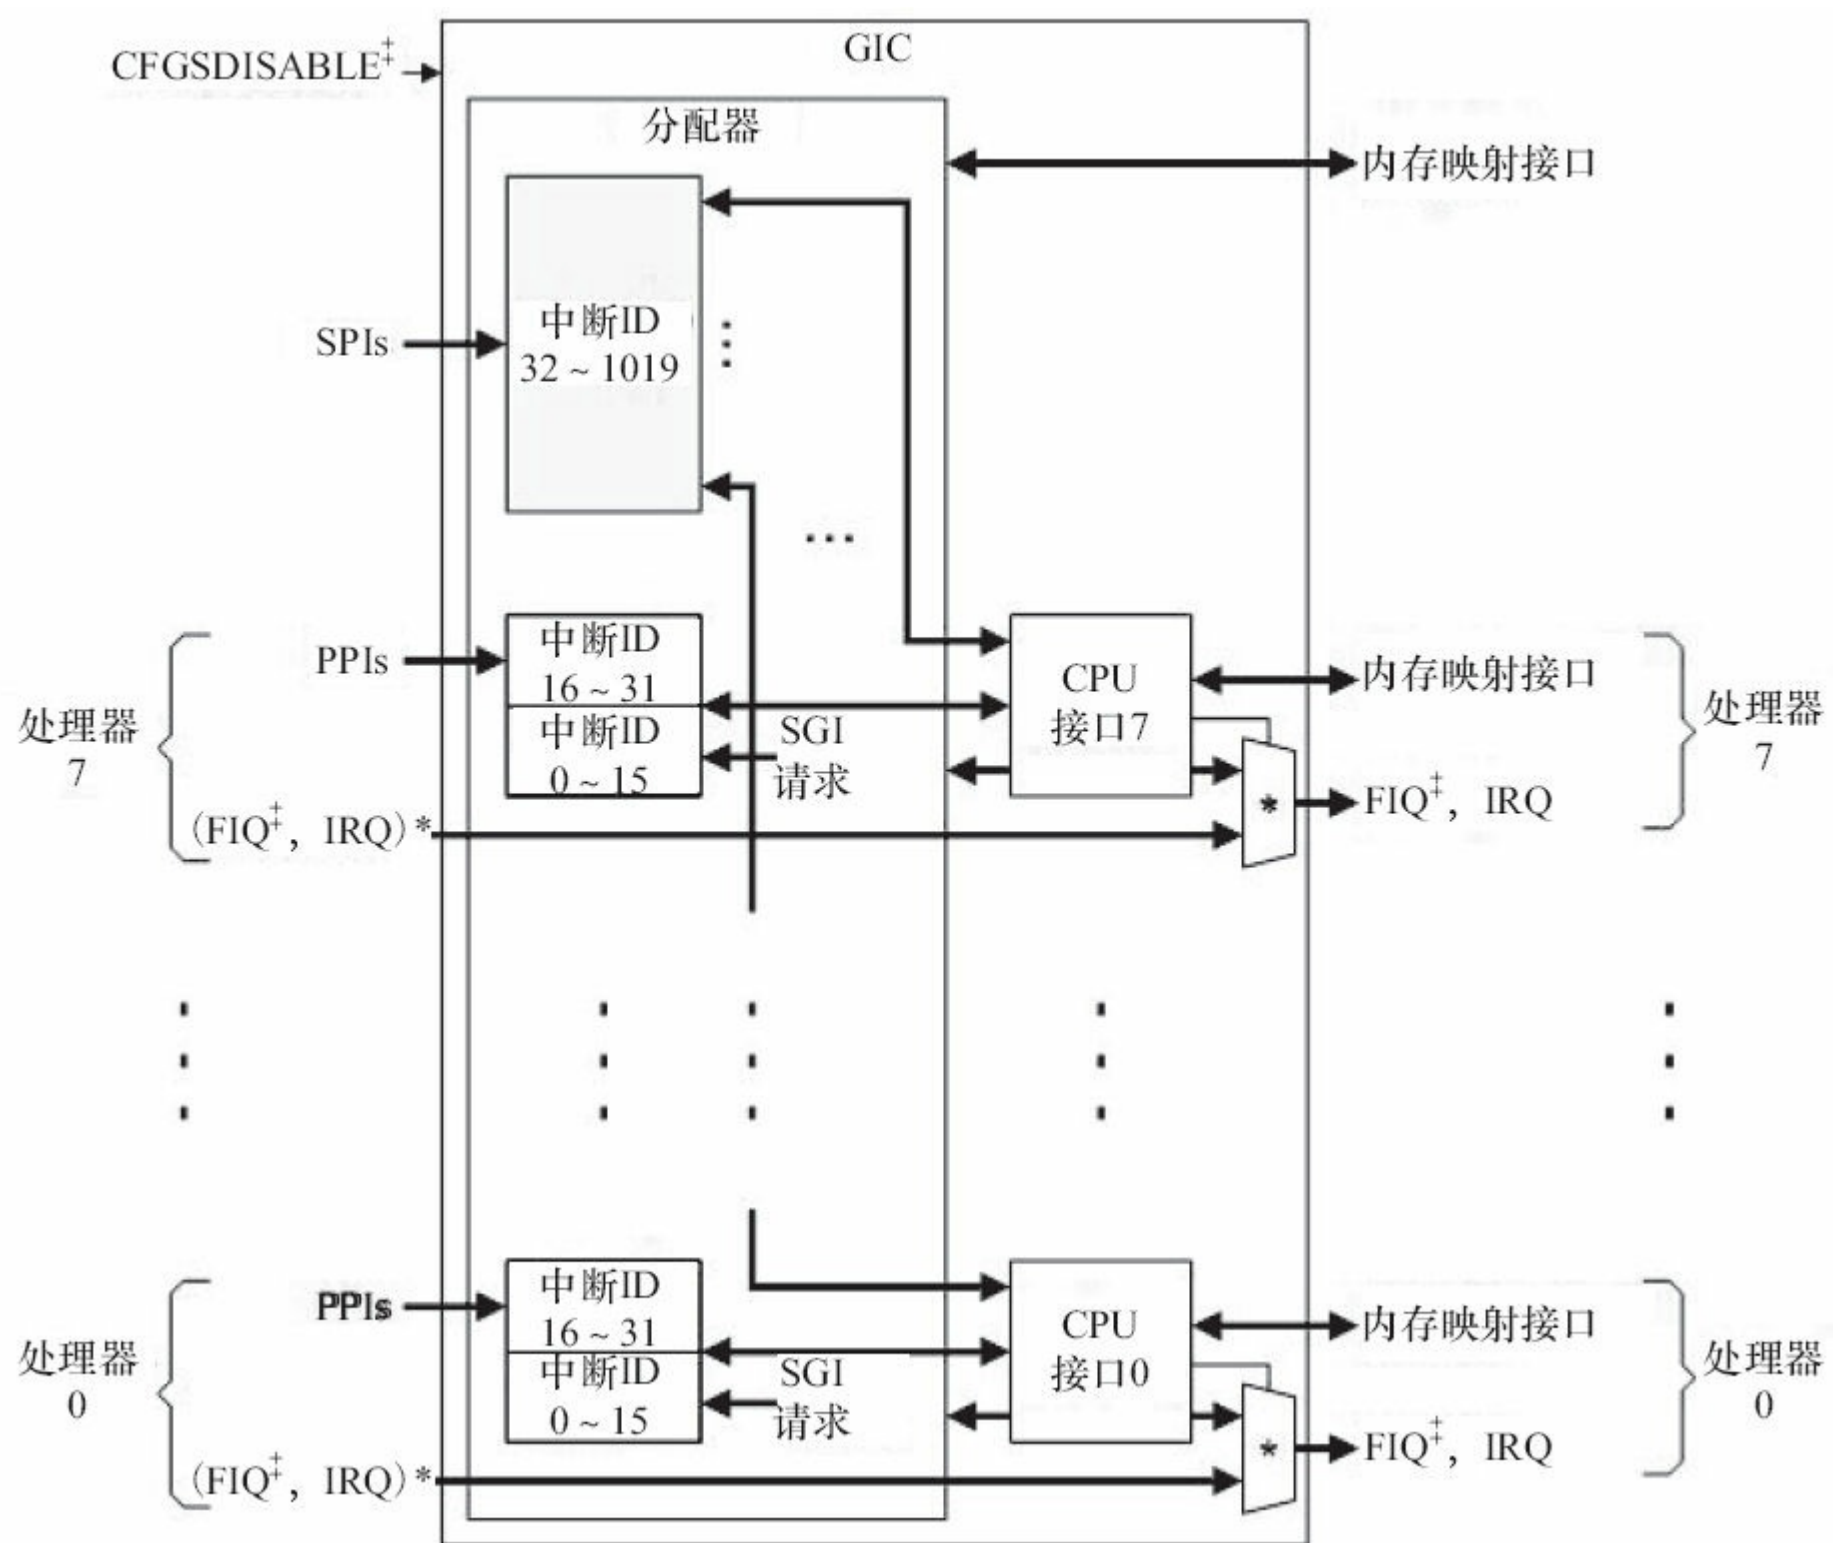 GIC
CFGSDISABLE‡
分配器
内存映射接口
SPIs
中断ID
32 ~ 1019
处理器
7
PPIs
中断ID
16 ~ 31
中断ID
0 ~ 15
SGI
请求
CPU
接口7
内存映射接口
处理器
7
(FIQ‡, IRQ)*
*
FIQ‡, IRQ
处理器
0
PPIs
中断ID
16 ~ 31
中断ID
0 ~ 15
SGI
请求
CPU
接口0
内存映射接口
处理器
0
(FIQ‡, IRQ)*
*
FIQ‡, IRQ